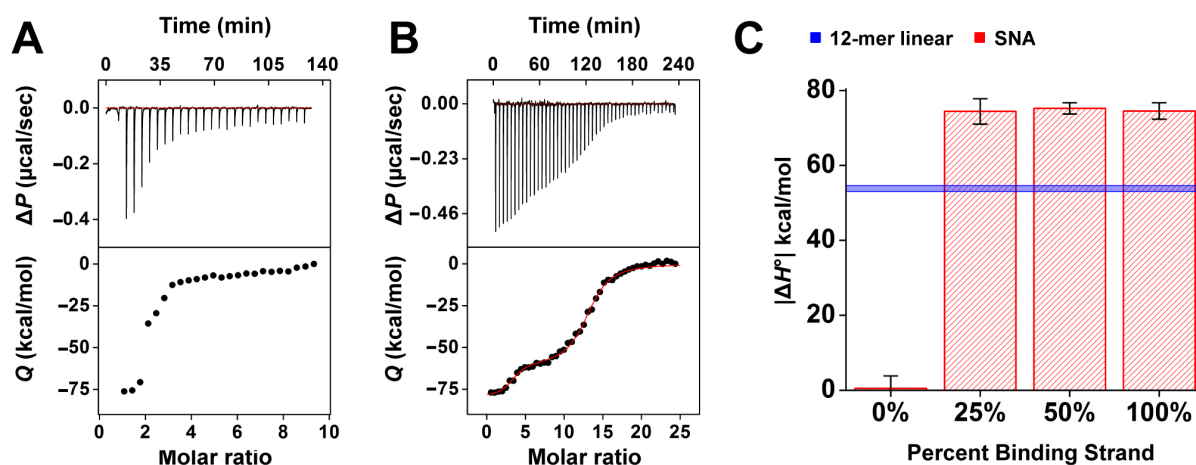 A
Time (min)
0 35 70 105 140
0.0
−0.2
−0.4
ΔP (µcal/sec)
0
−25
−50
−75
Q (kcal/mol)
0 2 4 6 8 10
Molar ratio
B
Time (min)
0 60 120 180 240
0.00
−0.23
−0.46
ΔP (µcal/sec)
0
−25
−50
−75
Q (kcal/mol)
0 5 10 15 20 25
Molar ratio
C
12-mer linear SNA
80
60
40
20
0
|ΔH°| kcal/mol
0% 25% 50% 100%
Percent Binding Strand